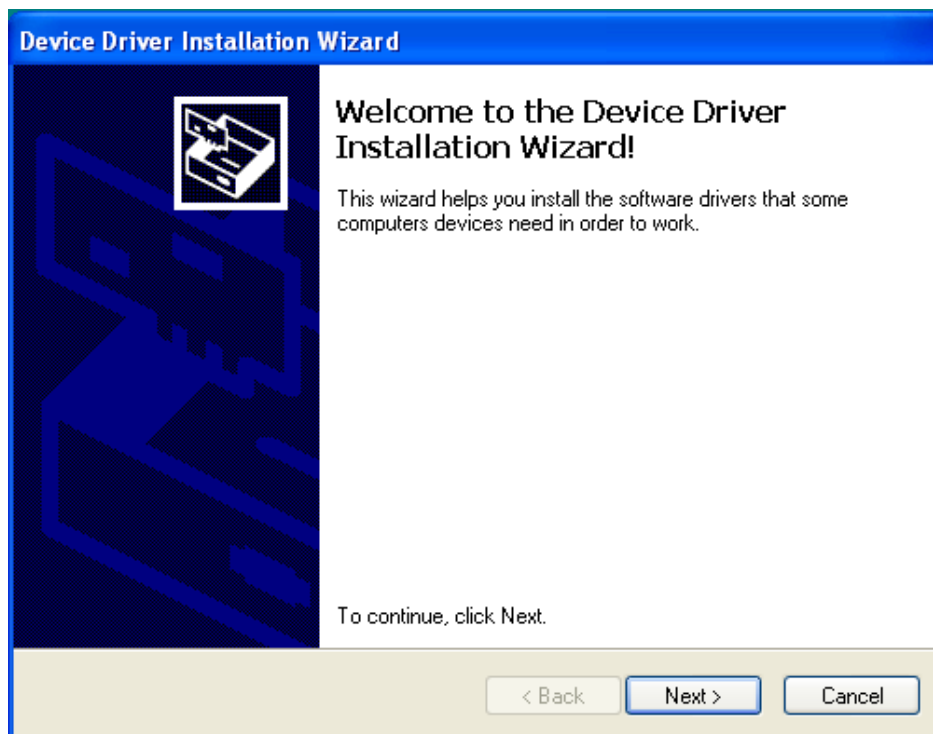 Device Driver Installation Wizard
Welcome to the Device Driver
Installation Wizard!
This wizard helps you install the software drivers that some
computers devices need in order to work.
To continue, click Next.
< Back
Next >
Cancel